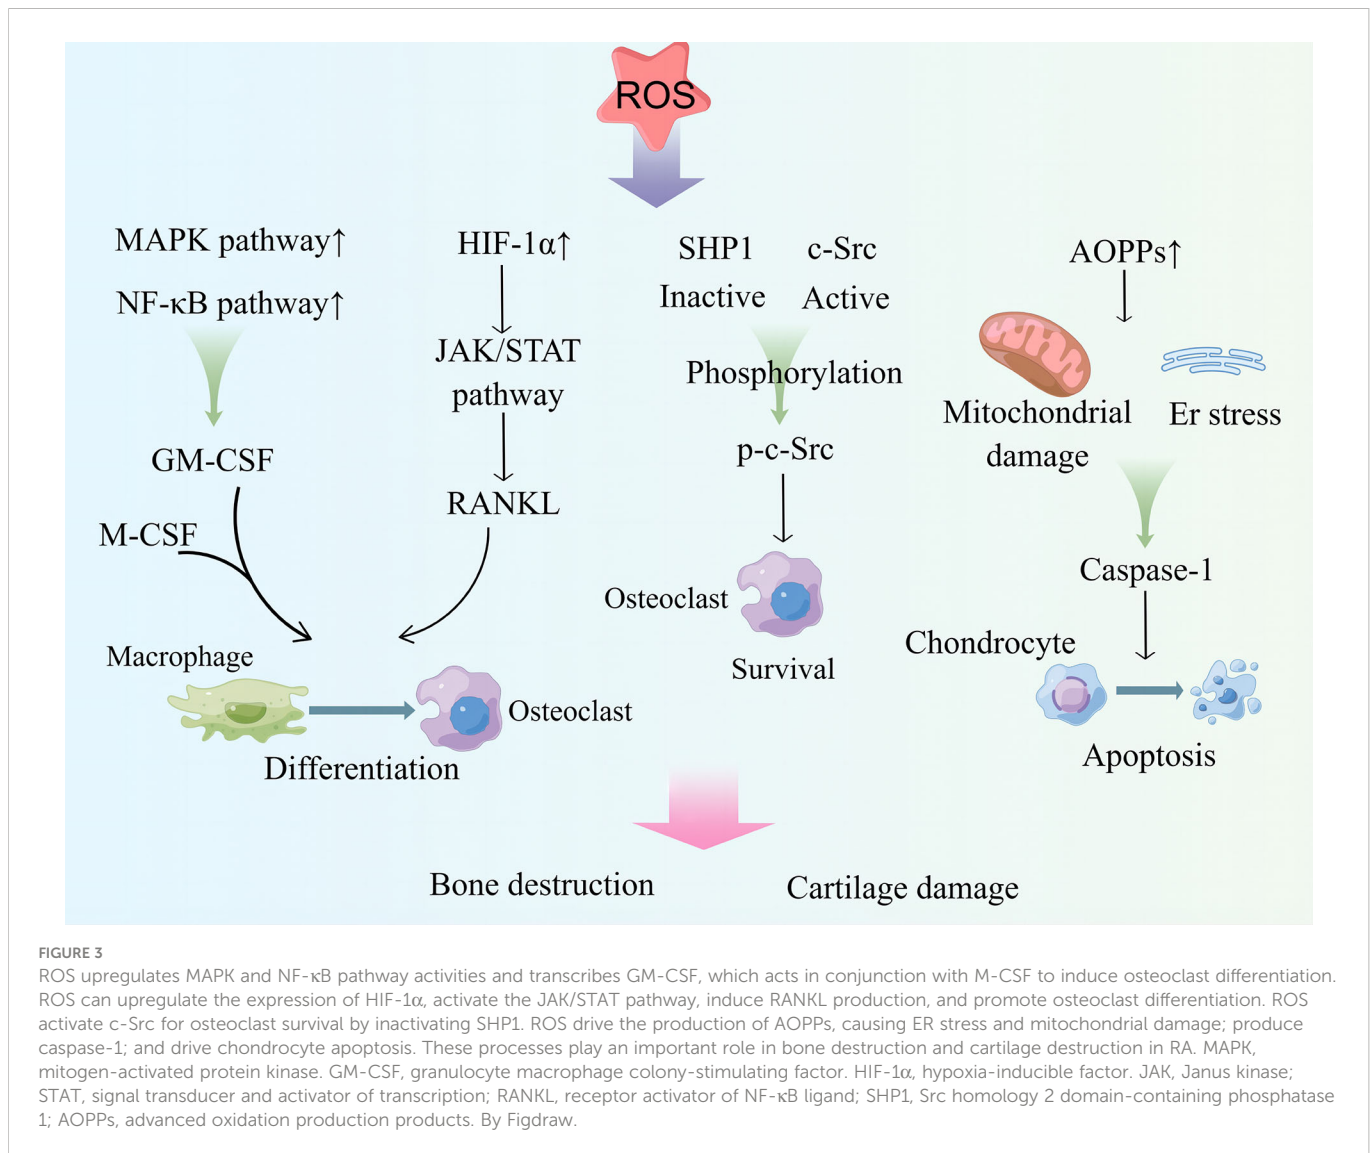 ROS
MAPK pathway↑
NF-κB pathway↑
GM-CSF
M-CSF
Macrophage
Osteoclast
Differentiation
HIF-1α↑
JAK/STAT
pathway
RANKL
SHP1
Inactive
c-Src
Active
Phosphorylation
p-c-Src
Osteoclast
Survival
AOPPs↑
Mitochondrial
damage
Er stress
Caspase-1
Chondrocyte
Apoptosis
Bone destruction
Cartilage damage
FIGURE 3
ROS upregulates MAPK and NF-κB pathway activities and transcribes GM-CSF, which acts in conjunction with M-CSF to induce osteoclast differentiation.
ROS can upregulate the expression of HIF-1α, activate the JAK/STAT pathway, induce RANKL production, and promote osteoclast differentiation. ROS
activate c-Src for osteoclast survival by inactivating SHP1. ROS drive the production of AOPPs, causing ER stress and mitochondrial damage; produce
caspase-1; and drive chondrocyte apoptosis. These processes play an important role in bone destruction and cartilage destruction in RA. MAPK,
mitogen-activated protein kinase. GM-CSF, granulocyte macrophage colony-stimulating factor. HIF-1α, hypoxia-inducible factor. JAK, Janus kinase;
STAT, signal transducer and activator of transcription; RANKL, receptor activator of NF-κB ligand; SHP1, Src homology 2 domain-containing phosphatase
1; AOPPs, advanced oxidation production products. By Figdraw.